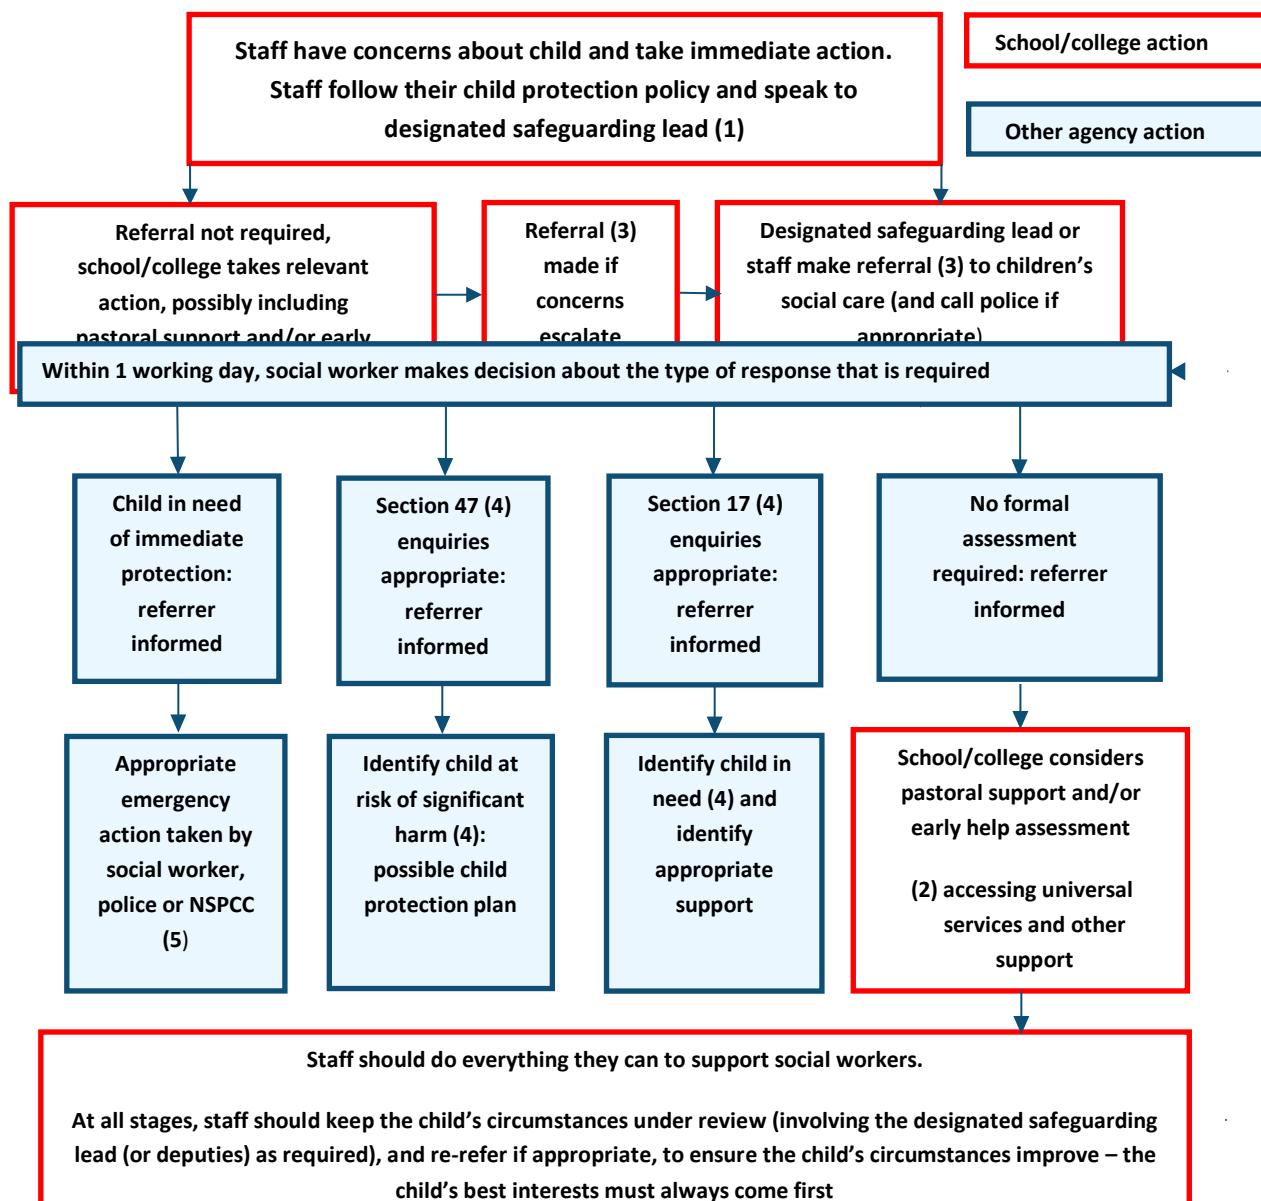 Staff have concerns about child and take immediate action.
Staff follow their child protection policy and speak to
designated safeguarding lead (1)
School/college action
Other agency action
Referral not required,
school/college takes relevant
action, possibly including
pastoral support and/or early
Referral (3)
made if
concerns
escalate
Designated safeguarding lead or
staff make referral (3) to children’s
social care (and call police if
appropriate)
Within 1 working day, social worker makes decision about the type of response that is required
Child in need
of immediate
protection:
referrer
informed
Section 47 (4)
enquiries
appropriate:
referrer
informed
Section 17 (4)
enquiries
appropriate:
referrer
informed
No formal
assessment
required: referrer
informed
Appropriate
emergency
action taken by
social worker,
police or NSPCC
(5)
Identify child at
risk of significant
harm (4):
possible child
protection plan
Identify child in
need (4) and
identify
appropriate
support
School/college considers
pastoral support and/or
early help assessment
(2) accessing universal
services and other
support
Staff should do everything they can to support social workers.
At all stages, staff should keep the child’s circumstances under review (involving the designated safeguarding
lead (or deputies) as required), and re-refer if appropriate, to ensure the child’s circumstances improve – the
child’s best interests must always come first